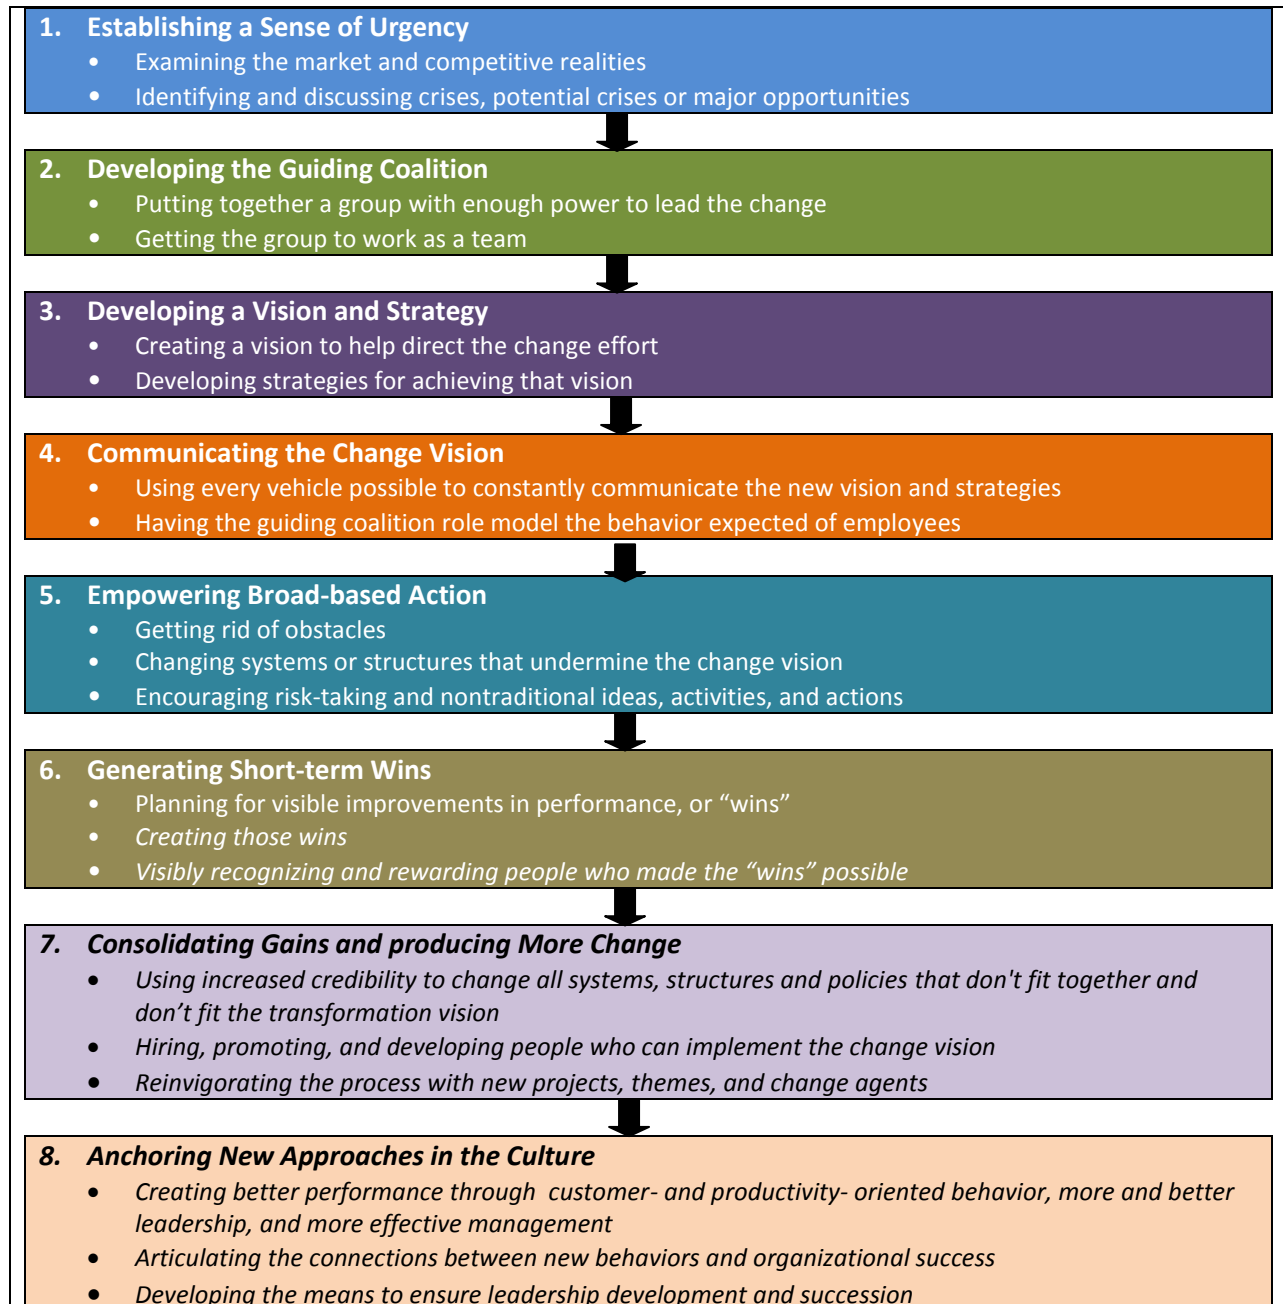 1. Establishing a Sense of Urgency
• Examining the market and competitive realities
• Identifying and discussing crises, potential crises or major opportunities
2. Developing the Guiding Coalition
• Putting together a group with enough power to lead the change
• Getting the group to work as a team
3. Developing a Vision and Strategy
• Creating a vision to help direct the change effort
• Developing strategies for achieving that vision
4. Communicating the Change Vision
• Using every vehicle possible to constantly communicate the new vision and strategies
• Having the guiding coalition role model the behavior expected of employees
5. Empowering Broad-based Action
• Getting rid of obstacles
• Changing systems or structures that undermine the change vision
• Encouraging risk-taking and nontraditional ideas, activities, and actions
6. Generating Short-term Wins
• Planning for visible improvements in performance, or “wins”
• Creating those wins
• Visibly recognizing and rewarding people who made the “wins” possible
7. Consolidating Gains and producing More Change
• Using increased credibility to change all systems, structures and policies that don't fit together and
don’t fit the transformation vision
• Hiring, promoting, and developing people who can implement the change vision
• Reinvigorating the process with new projects, themes, and change agents
8. Anchoring New Approaches in the Culture
• Creating better performance through  customer- and productivity- oriented behavior, more and better
leadership, and more effective management
• Articulating the connections between new behaviors and organizational success
• Developing the means to ensure leadership development and succession